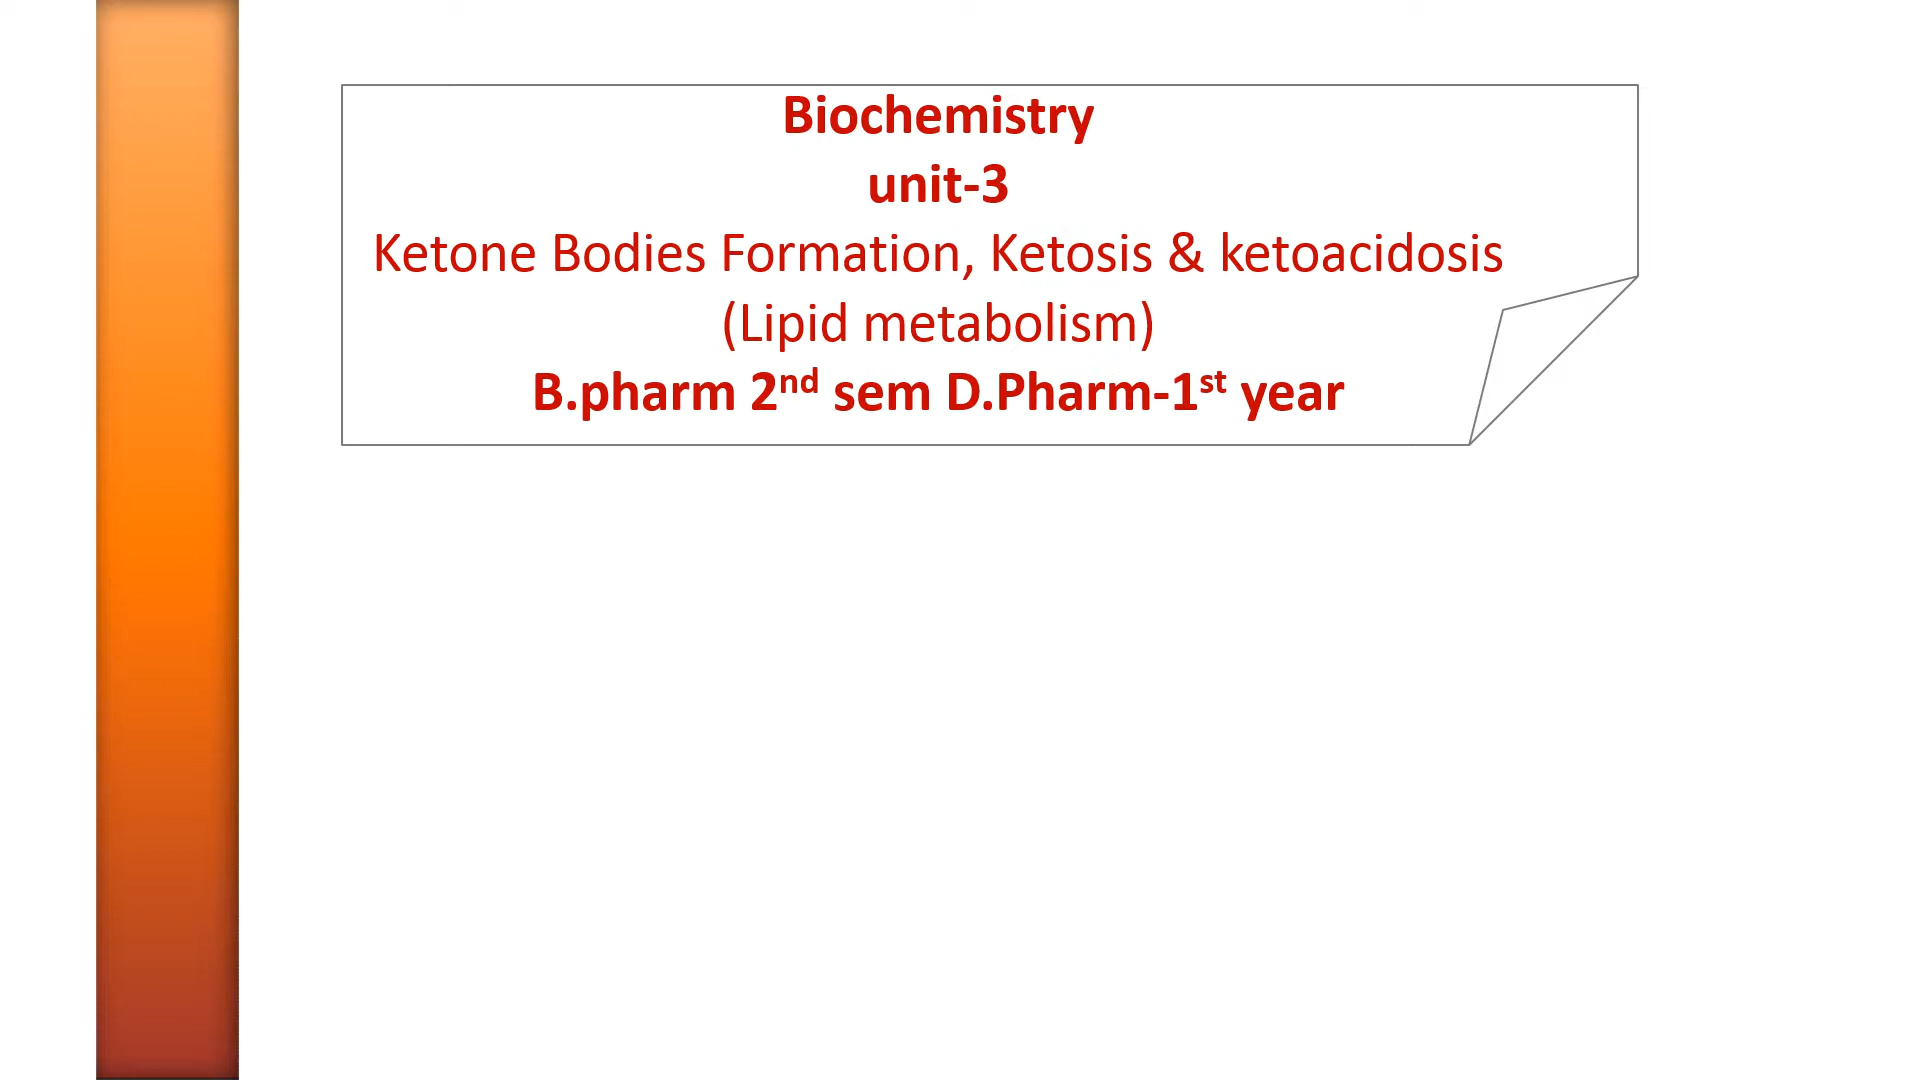 Biochemistry
unit-3
Ketone Bodies Formation, Ketosis & ketoacidosis
(Lipid metabolism)
B.pharm 2nd sem D.Pharm-1st year